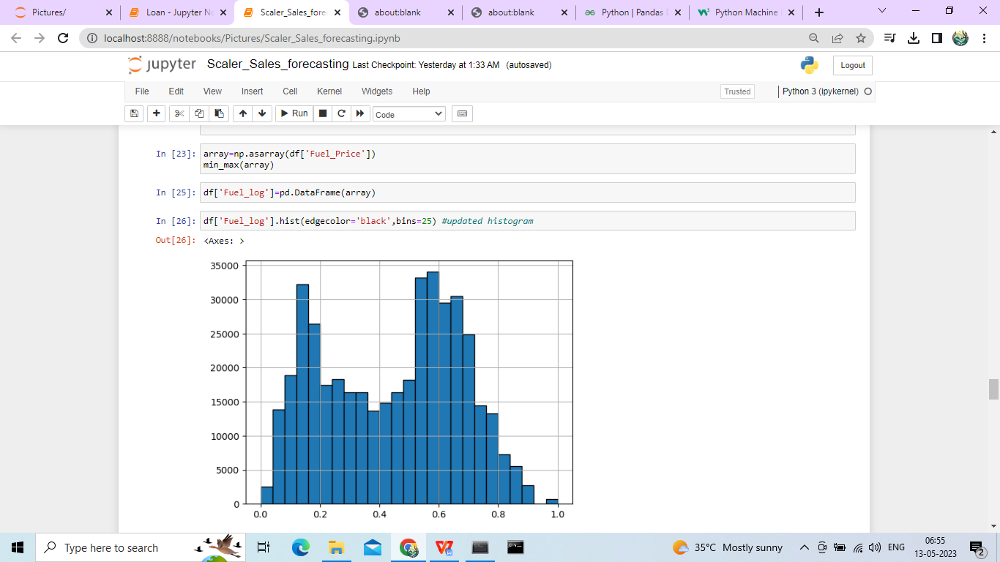 Pictures/
Loan - Jupyter No
Scaler_Sales_fore
about:blank
about:blank
Python | Pandas
Python Machine
localhost:8888/notebooks/Pictures/Scaler_Sales_forecasting.ipynb
jupyter Scaler_Sales_forecasting Last Checkpoint: Yesterday at 1:33 AM (autosaved)
Logout
File Edit View Insert Cell Kernel Widgets Help
Trusted
Python 3 (ipykernel)
Run
Code
In [23]: array=np.asarray(df['Fuel_Price'])
min_max(array)
In [25]: df['Fuel_log']=pd.DataFrame(array)
In [26]: df['Fuel_log'].hist(edgecolor='black',bins=25) #updated histogram
Out[26]: <Axes: >
35000
30000
25000
20000
15000
10000
5000
0
0.0 0.2 0.4 0.6 0.8 1.0
Type here to search
35°C Mostly sunny
ENG
06:55
13-05-2023
2